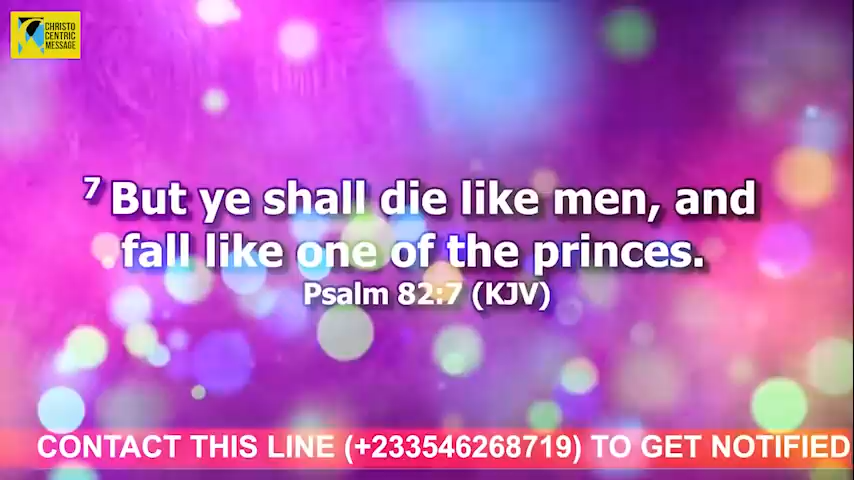 CHRISTO
CENTRIC
MESSAGE
7 But ye shall die like men, and
fall like one of the princes.
Psalm 82:7 (KJV)
CONTACT THIS LINE (+233546268719) TO GET NOTIFIED